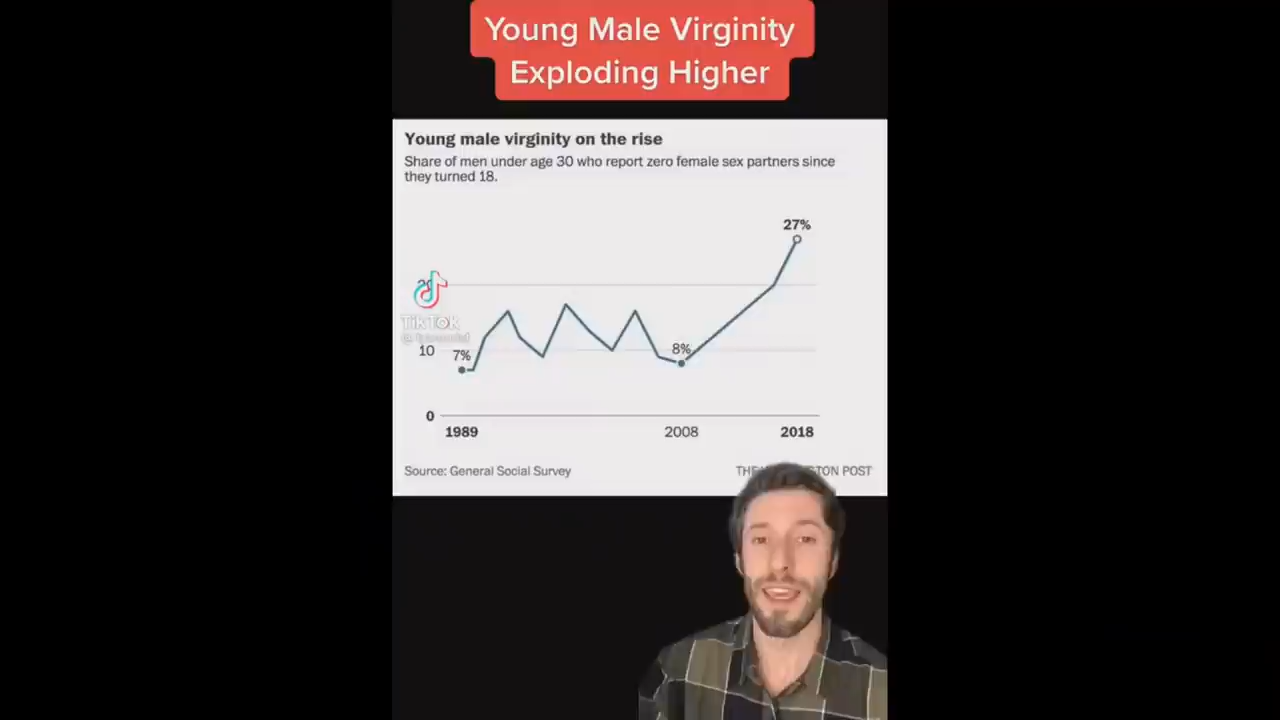 Young Male Virginity
Exploding Higher
Young male virginity on the rise
Share of men under age 30 who report zero female sex partners since
they turned 18.
27%
20
TikTok
10
7%
8%
0
1989
2008
2018
Source: General Social Survey
POST